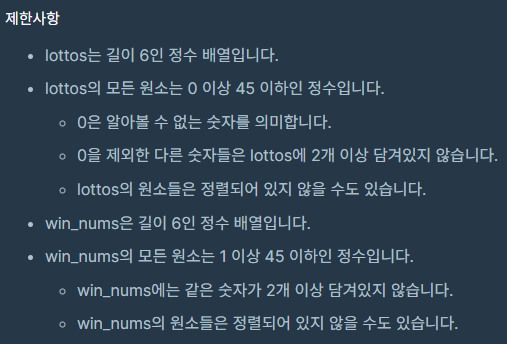 제한사항
• lottos는 길이 6인 정수 배열입니다.
• lottos의 모든 원소는 0 이상 45 이하인 정수입니다.
◦ 0은 알아볼 수 없는 숫자를 의미합니다.
◦ 0을 제외한 다른 숫자들은 lottos에 2개 이상 담겨있지 않습니다.
◦ lottos의 원소들은 정렬되어 있지 않을 수도 있습니다.
• win_nums은 길이 6인 정수 배열입니다.
• win_nums의 모든 원소는 1 이상 45 이하인 정수입니다.
◦ win_nums에는 같은 숫자가 2개 이상 담겨있지 않습니다.
◦ win_nums의 원소들은 정렬되어 있지 않을 수도 있습니다.